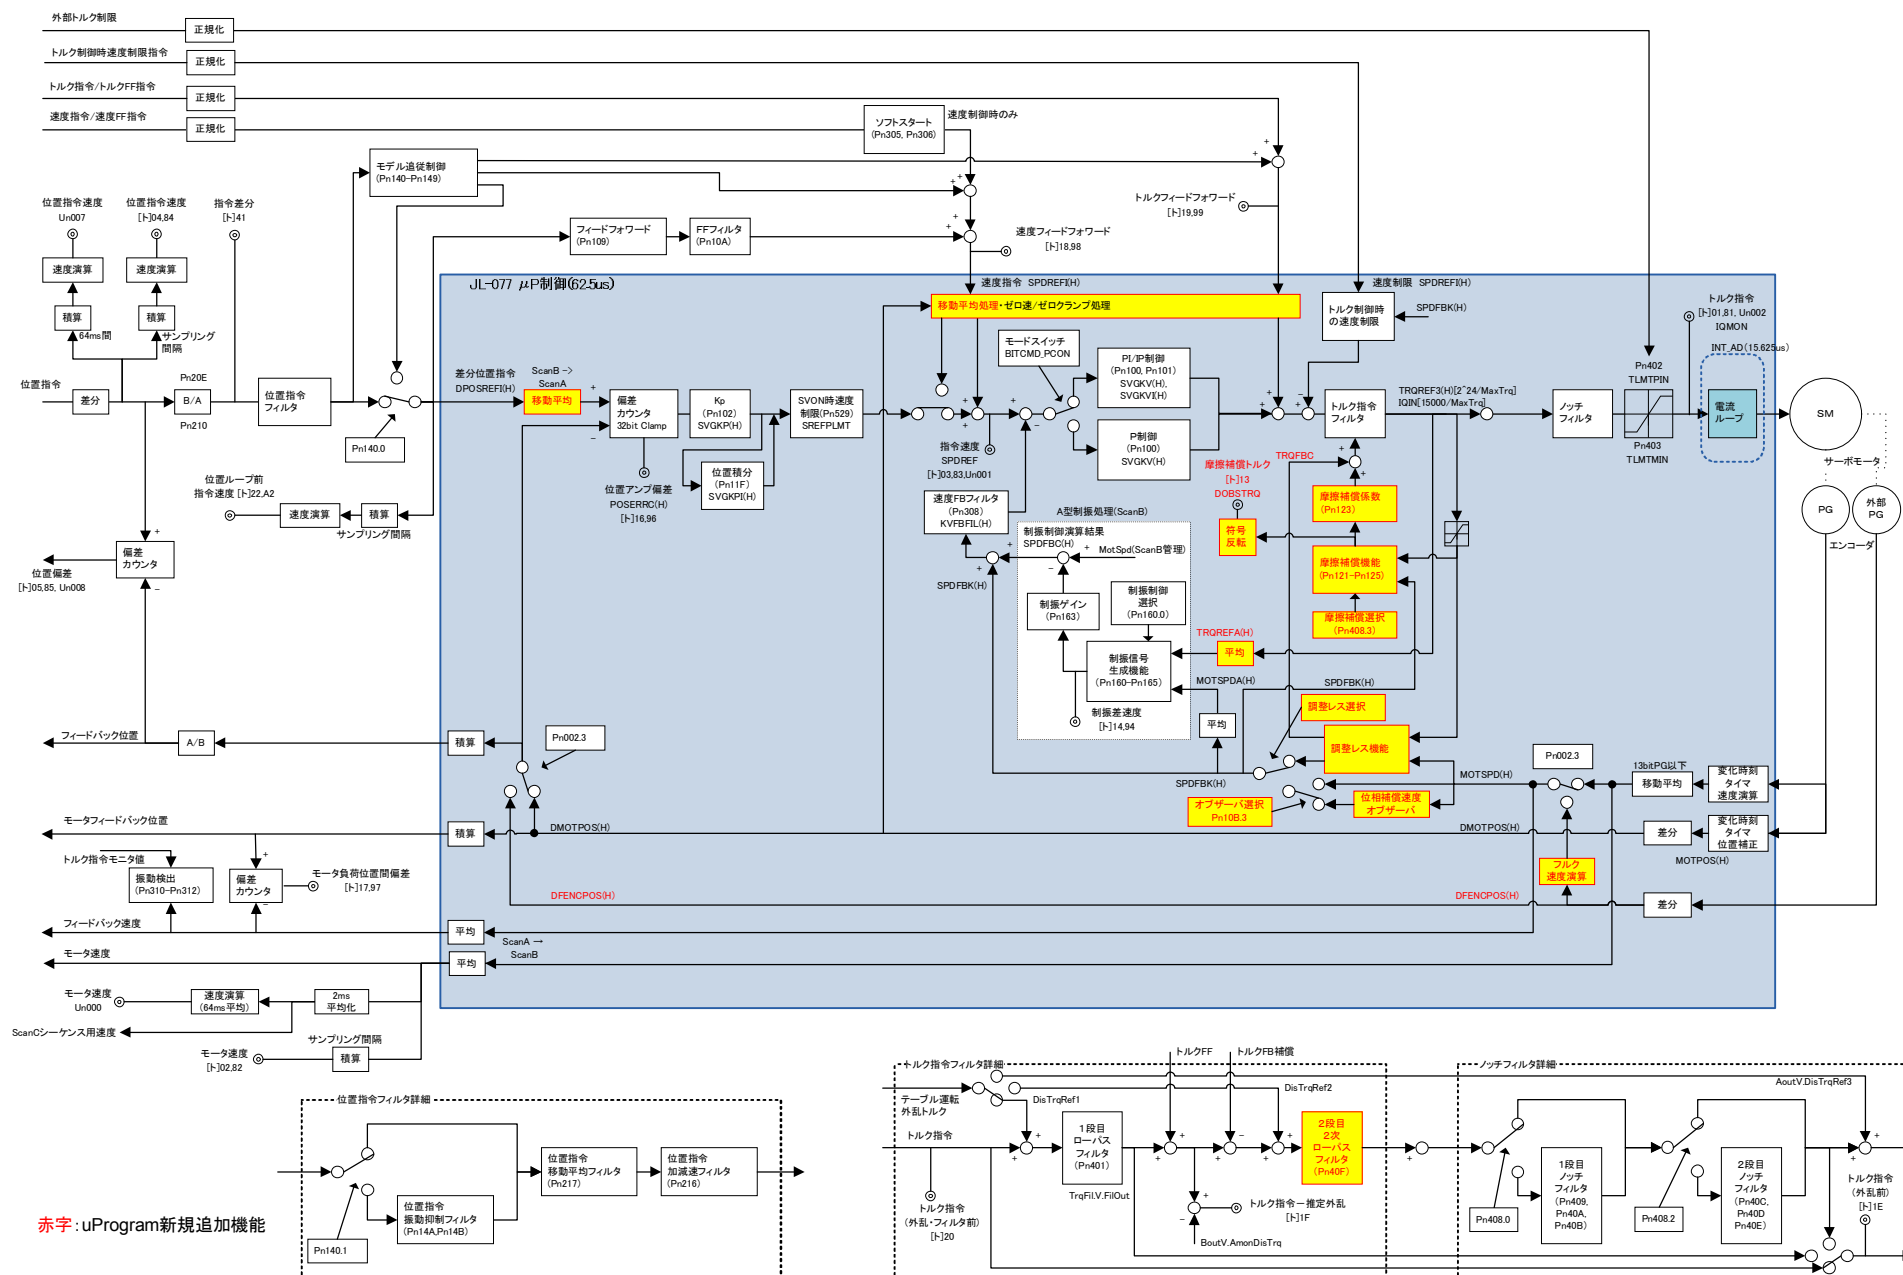 外部トルク制限
正規化
トルク制御時速度制限指令
正規化
トルク指令/トルクFF指令
正規化
速度指令/速度FF指令
正規化
ソフトスタート
(Pn305, Pn306)
速度制御時のみ
モデル追従制御
(Pn140-Pn149)
位置指令速度
Un007
位置指令速度
[ト]04,84
指令差分
[ト]41
速度演算
速度演算
積算
積算
64ms間
サンプリング
間隔
フィードフォワード
(Pn109)
FFフィルタ
(Pn10A)
速度フィードフォワード
[ト]18,98
トルクフィードフォワード
[ト]19,99
JL-077 μP制御(62.5us)
速度指令 SPDREFI(H)
速度制限 SPDREFI(H)
移動平均処理・ゼロ速/ゼロクランプ処理
トルク制御時
の速度制限
SPDFBK(H)
トルク指令
[ト]01,81, Un002
IQMON
INT_AD(15.625us)
Pn402
TLMTPIN
Pn403
TLMTMIN
位置指令
差分
Pn20E
B/A
Pn210
位置指令
フィルタ
Pn140.0
差分位置指令
DPOSREFI(H)
ScanB ->
ScanA
移動平均
偏差
カウンタ
32bit Clamp
Kp
(Pn102)
SVGKP(H)
SVON時速度
制限(Pn529)
SREFPLMT
位置積分
(Pn11F)
SVGKPI(H)
位置アンプ偏差
POSERRC(H)
[ト]16,96
指令速度
SPDREF
[ト]03,83,Un001
モードスイッチ
BITCMD_PCON
PI/IP制御
(Pn100, Pn101)
SVGKV(H),
SVGKVI(H)
P制御
(Pn100)
SVGKV(H)
トルク指令
フィルタ
TRQREF3(H)[2^24/MaxTrq]
IQIN[15000/MaxTrq]
ノッチ
フィルタ
電流
ループ
SM
サーボモータ
PG
外部
PG
エンコーダ
位置ループ前
指令速度 [ト]22,A2
速度演算
積算
サンプリング間隔
偏差
カウンタ
位置偏差
[ト]05,85, Un008
速度FBフィルタ
(Pn308)
KVFBFIL(H)
A型制振処理(ScanB)
制振制御演算結果
SPDFBC(H)
MotSpd(ScanB管理)
SPDFBK(H)
制振ゲイン
(Pn163)
制振制御
選択
(Pn160.0)
制振信号
生成機能
(Pn160-Pn165)
制振差速度
[ト]14,94
摩擦補償トルク
[ト]13
DOBSTRQ
TRQFBC
符号
反転
摩擦補償係数
(Pn123)
摩擦補償機能
(Pn121-Pn125)
摩擦補償選択
(Pn408.3)
TRQREFA(H)
平均
MOTSPDA(H)
平均
SPDFBK(H)
調整レス選択
調整レス機能
SPDFBK(H)
MOTSPD(H)
オブザーバ選択
Pn10B.3
位相補償速度
オブザーバ
Pn002.3
13bitPG以下
移動平均
変化時刻
タイマ
速度演算
変化時刻
タイマ
位置補正
差分
DMOTPOS(H)
MOTPOS(H)
フルク
速度演算
DFENCPOS(H)
差分
フィードバック位置
A/B
積算
Pn002.3
モータフィードバック位置
積算
DMOTPOS(H)
トルク指令モニタ値
振動検出
(Pn310-Pn312)
偏差
カウンタ
モータ負荷位置間偏差
[ト]17,97
DFENCPOS(H)
フィードバック速度
平均
ScanA →
ScanB
モータ速度
平均
モータ速度
Un000
速度演算
(64ms平均)
2ms
平均化
ScanCシーケンス用速度
モータ速度
[ト]02,82
サンプリング間隔
積算
位置指令フィルタ詳細
位置指令
移動平均フィルタ
(Pn217)
位置指令
加減速フィルタ
(Pn216)
位置指令
振動抑制フィルタ
(Pn14A,Pn14B)
Pn140.1
赤字：uProgram新規追加機能
トルク指令フィルタ詳細
トルクFF
トルクFB補償
テーブル運転
外乱トルク
DisTrqRef1
DisTrqRef2
トルク指令
1段目
ローパス
フィルタ
(Pn401)
TrqFil.V.FilOut
2段目
2次
ローパス
フィルタ
(Pn40F)
トルク指令
(外乱・フィルタ前)
[ト]20
トルク指令－推定外乱
[ト]1F
BoutV.AmonDisTrq
ノッチフィルタ詳細
AoutV.DisTrqRef3
1段目
ノッチ
フィルタ
(Pn409,
Pn40A,
Pn40B)
Pn408.0
2段目
ノッチ
フィルタ
(Pn40C,
Pn40D
Pn40E)
Pn408.2
トルク指令
(外乱前)
[ト]1E